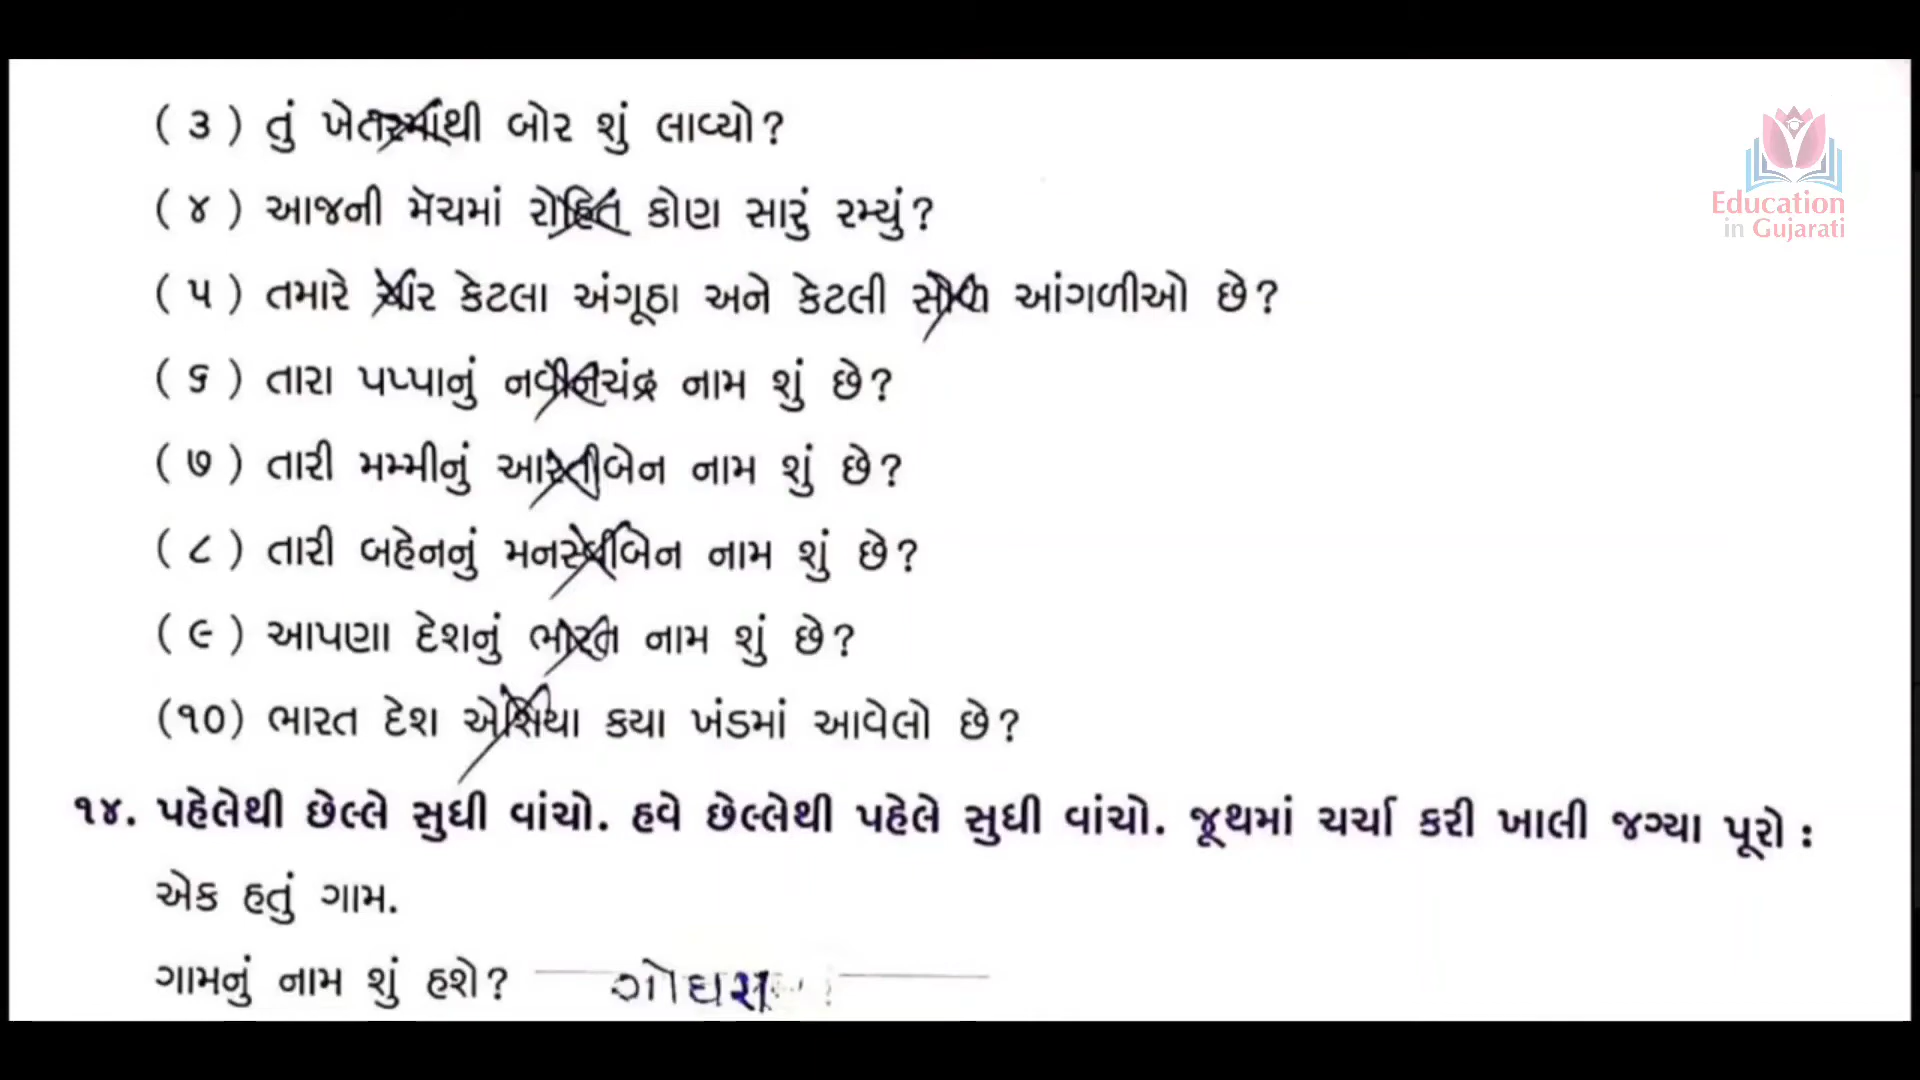 (૩) તું ખેતરમાંથી બોર શું લાવ્યો?
(૪) આજની મેચમાં રોહિત કોણ સારું રમ્યું?
(૫) તમારે ચાર કેટલા અંગૂઠા અને કેટલી સોળ આંગળીઓ છે?
(૬) તારા પપ્પાનું નવીનચંદ્ર નામ શું છે?
(૭) તારી મમ્મીનું આરતીબેન નામ શું છે?
(૮) તારી બહેનનું મનસ્વીબેન નામ શું છે?
(૯) આપણા દેશનું ભારત નામ શું છે?
(૧૦) ભારત દેશ એશિયા કયા ખંડમાં આવેલો છે?
૧૪. પહેલેથી છેલ્લે સુધી વાંચો. હવે છેલ્લેથી પહેલે સુધી વાંચો. જૂથમાં ચર્ચા કરી ખાલી જગ્યા પૂરો :
એક હતું ગામ.
ગામનું નામ શું હશે? ગોધરા
Education
in Gujarati